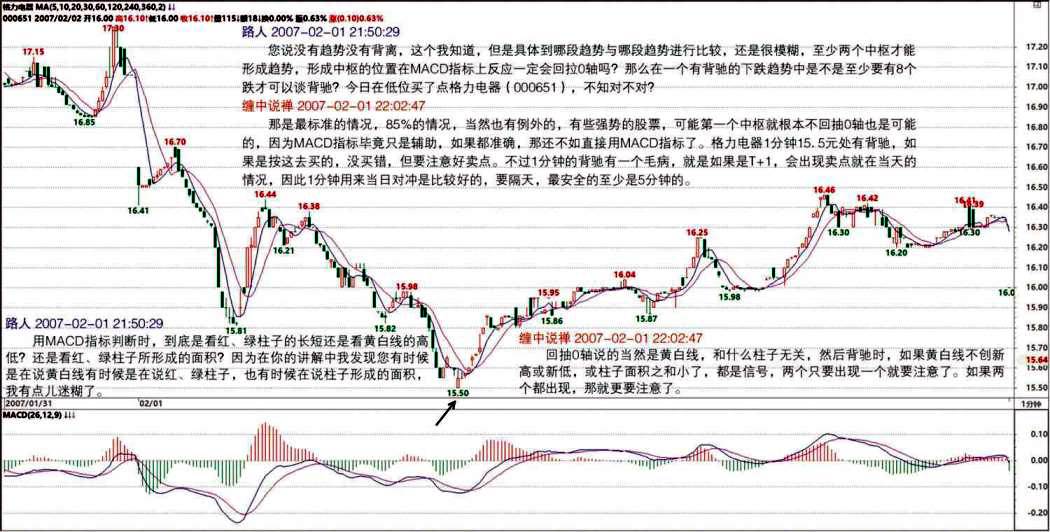 格力电器 MA(5,10,20,30,60,120,240,360,2) ↓↓
000651 2007/02/02 开16.00 高16.10↑低16.00 收16.10↑量115↓额18↓换0.00% 振0.63% 涨(0.10)0.63%
路人 2007-02-01 21:50:29
您说没有趋势没有背离，这个我知道，但是具体到哪段趋势与哪段趋势进行比较，还是很模糊，至少两个中枢才能
形成趋势，形成中枢的位置在MACD指标上反应一定会回拉0轴吗？那么在一个有背驰的下跌趋势中是不是至少要有8个
跌才可以谈背驰？今日在低位买了点格力电器（000651），不知对不对？
缠中说禅 2007-02-01 22:02:47
那是最标准的情况，85%的情况，当然也有例外的，有些强势的股票，可能第一个中枢就根本不回抽0轴也是可能
的，因为MACD指标毕竟只是辅助，如果都准确，那还不如直接用MACD指标了。格力电器1分钟15.5元处有背驰，如
果是按这去买的，没买错，但要注意好卖点。不过1分钟的背驰有一个毛病，就是如果是T+1，会出现卖点就在当天的
情况，因此1分钟用来当日对冲是比较好的，要隔天，最安全的至少是5分钟的。
17.30
17.15
16.85
16.70
16.41
16.44
16.38
16.21
15.81
15.98
15.82
15.50
15.95
15.86
16.04
15.87
16.25
15.98
16.46
16.42
16.30
16.20
16.41
16.39
16.30
16.0
17.20
17.10
17.00
16.90
16.80
16.70
16.60
16.50
16.40
16.30
16.20
16.10
16.00
15.90
15.80
15.70
15.64
15.60
15.50
路人 2007-02-01 21:50:29
用MACD指标判断时，到底是看红、绿柱子的长短还是看黄白线的高
低？还是看红、绿柱子所形成的面积？因为在你的讲解中我发现您有时候
是在说黄白线有时候是在说红、绿柱子，也有时候在说柱子形成的面积，
我有点儿迷糊了。
缠中说禅 2007-02-01 22:02:47
回抽0轴说的当然是黄白线，和什么柱子无关，然后背驰时，如果黄白线不创新
高或新低，或柱子面积之和小了，都是信号，两个只要出现一个就要注意了。如果两
个都出现，那就更要注意了。
2007/01/31
02/01
1分钟
MACD(26,12,9) ↓↓↓
0.10
0.00
-0.10
-0.20